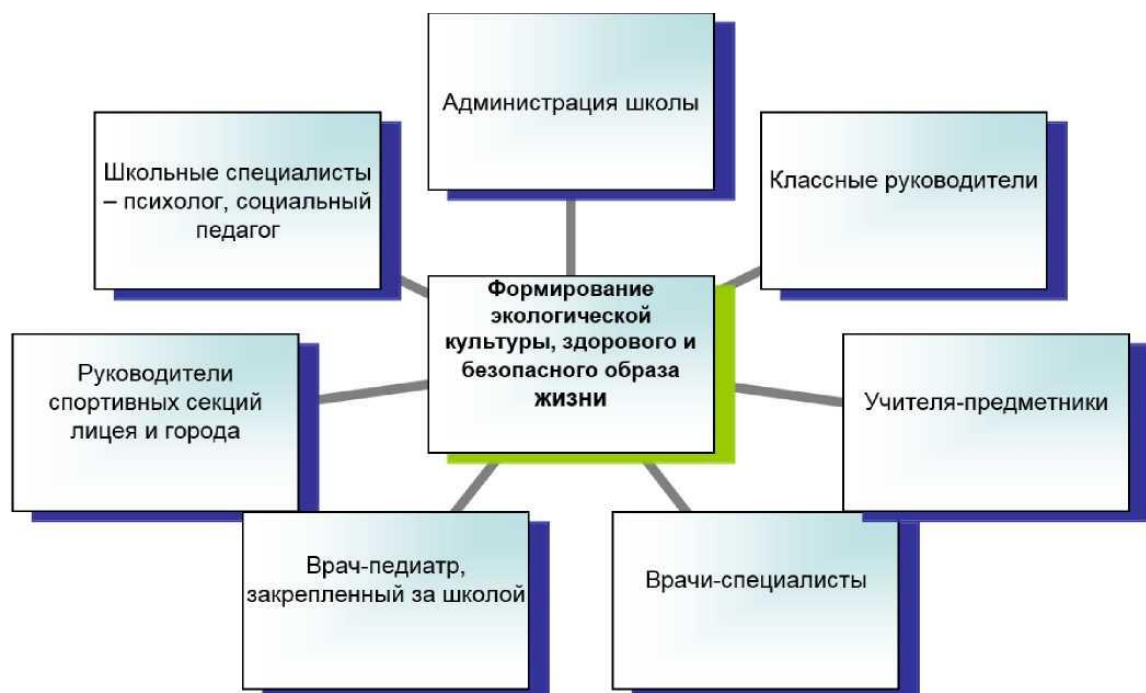 Администрация школы
Школьные специалисты
– психолог, социальный
педагог
Классные руководители
Формирование
экологической
культуры, здорового и
безопасного образа
жизни
Руководители
спортивных секций
лицея и города
Учителя-предметники
Врач-педиатр,
закрепленный за школой
Врачи-специалисты